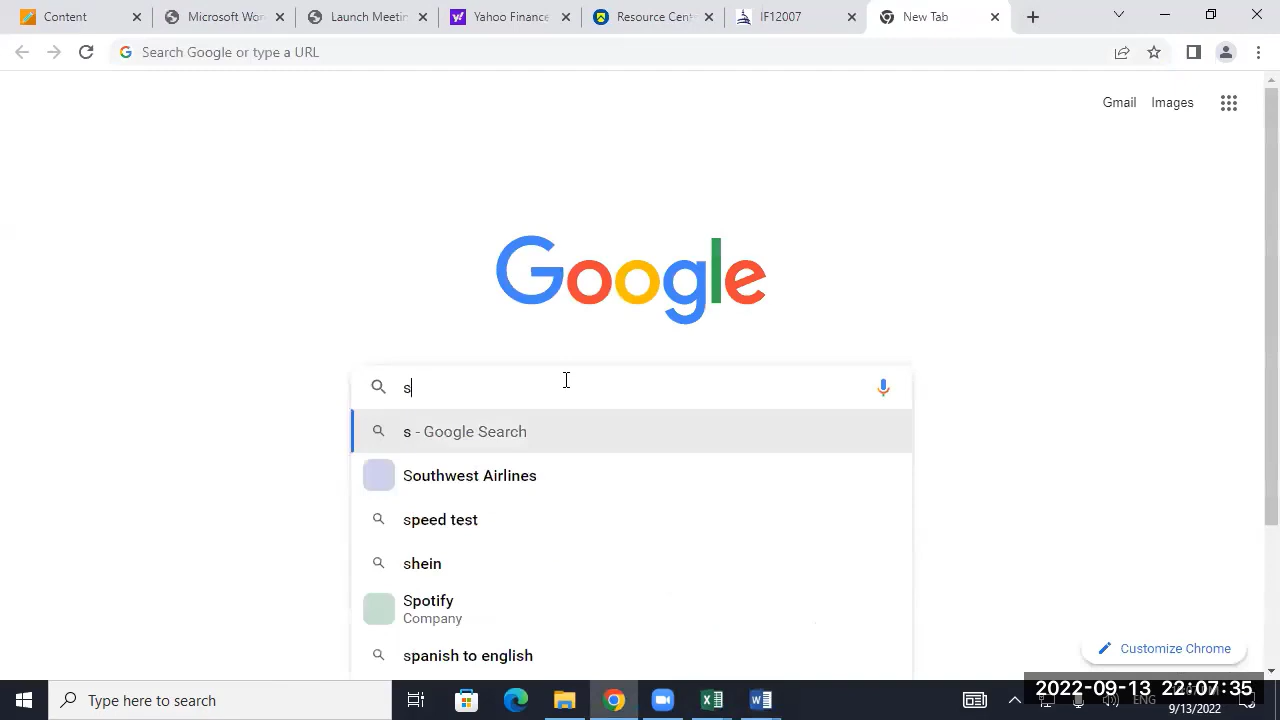 Content
Microsoft Wo
Launch Meetin
Yahoo Finance
Resource Cent
IF12007
New Tab
Search Google or type a URL
Gmail
Images
Google
s
s - Google Search
Southwest Airlines
speed test
shein
Spotify
Company
spanish to english
Customize Chrome
Type here to search
ENG
2022-09-13 22:07:35
9/13/2022